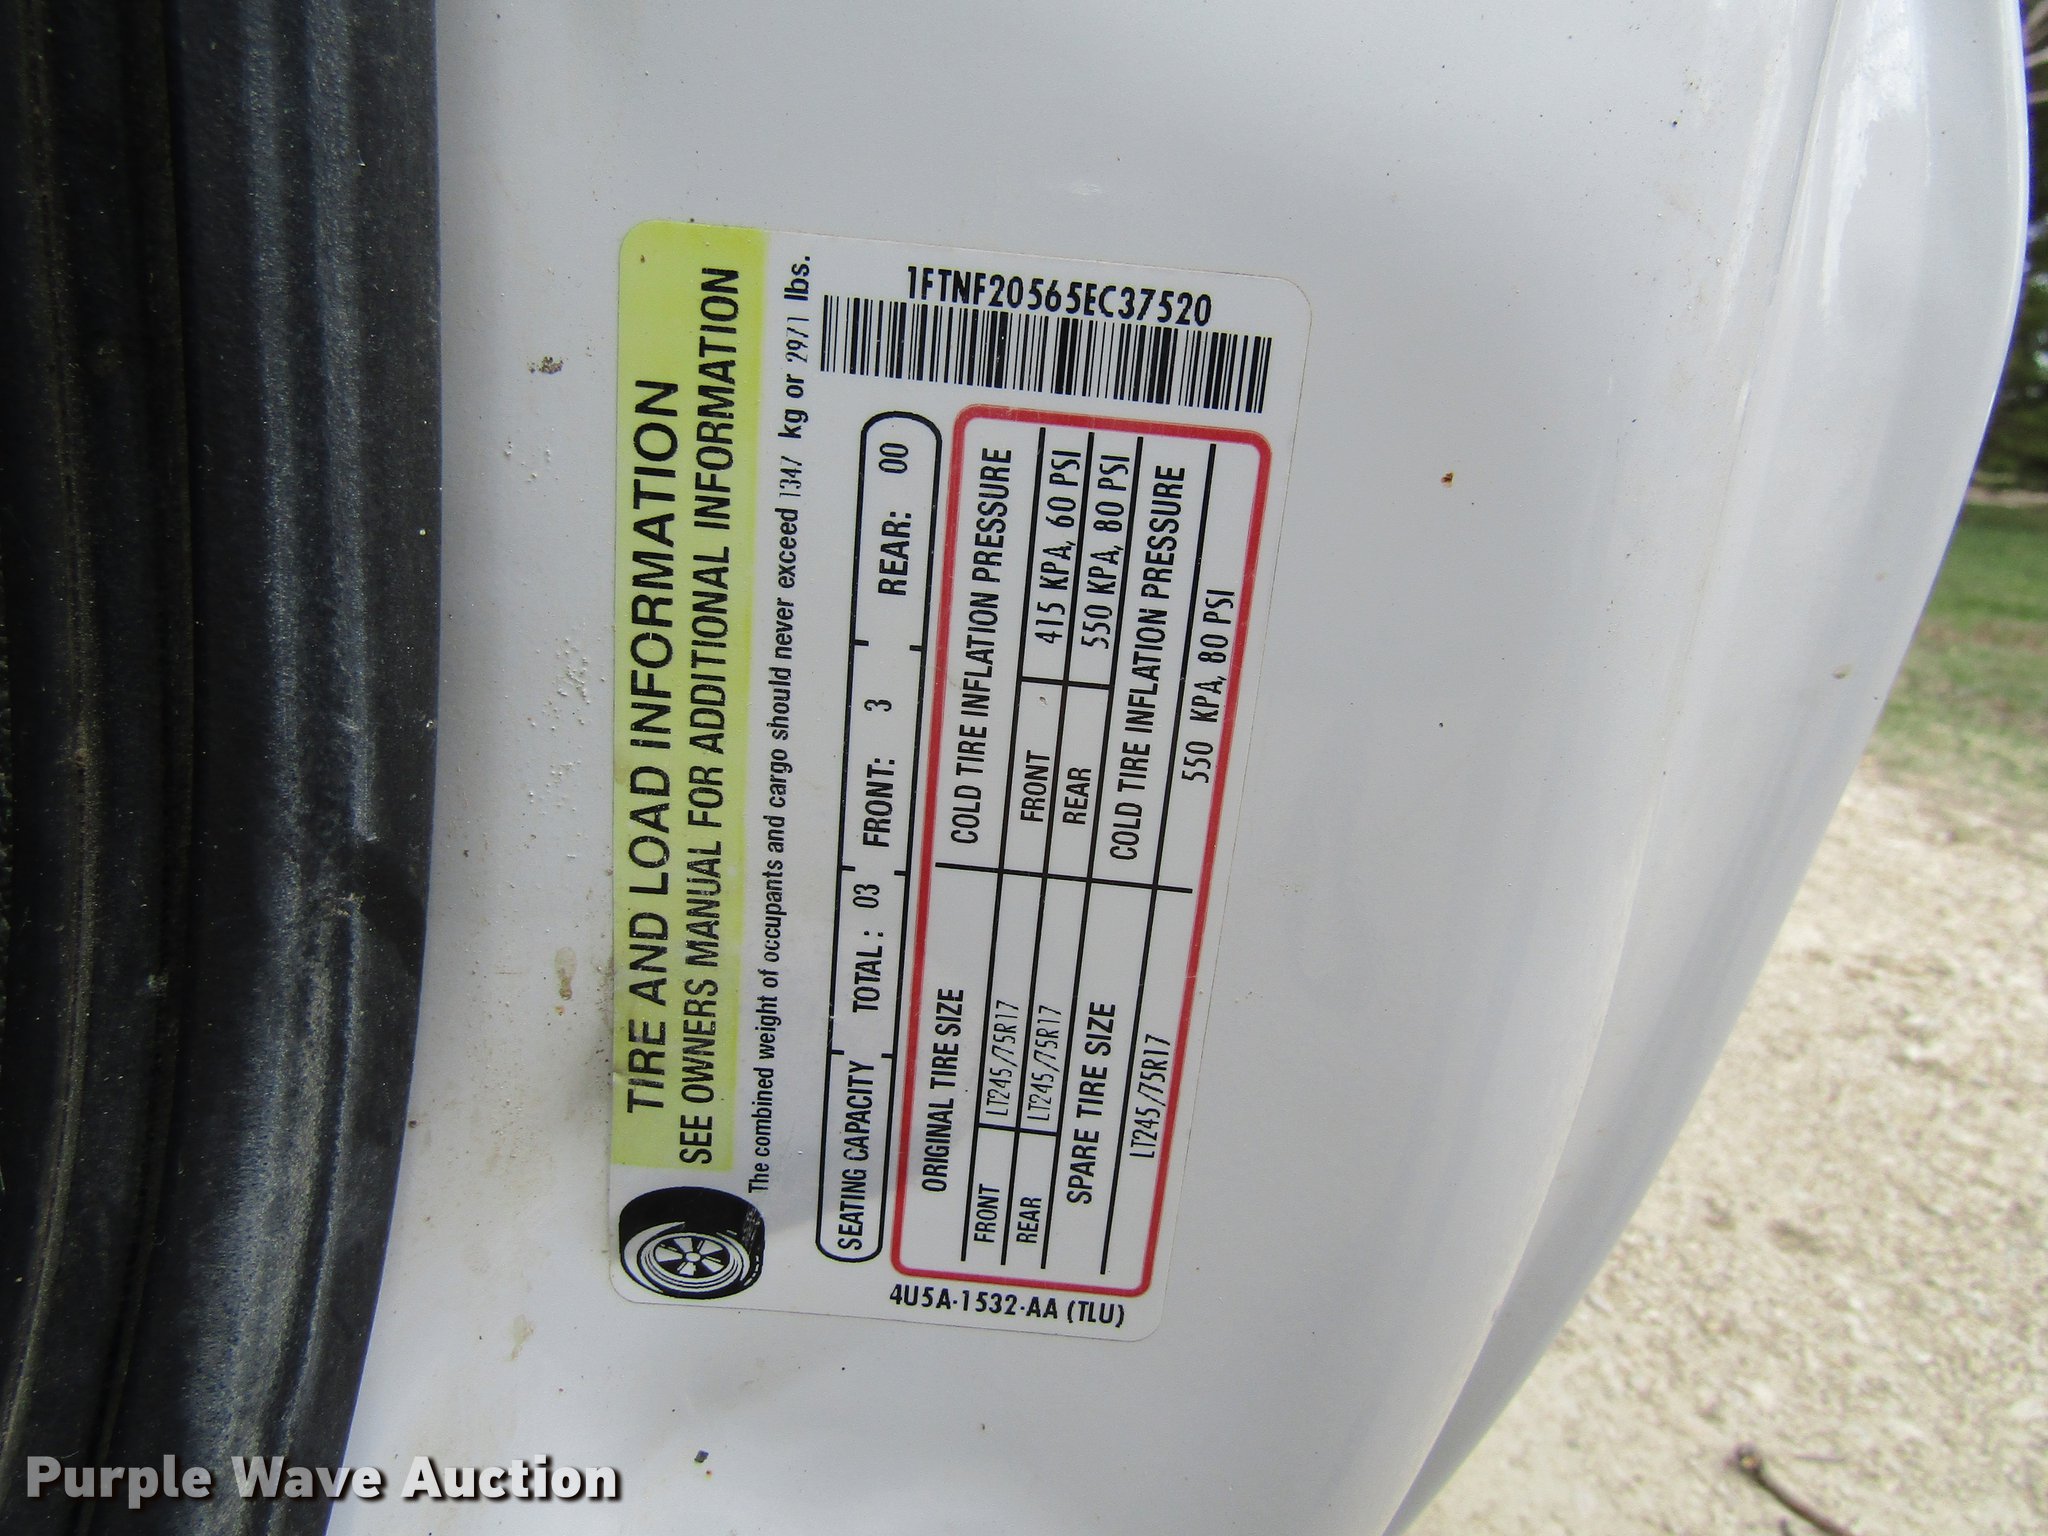 TIRE AND LOAD INFORMATION
SEE OWNERS MANUAL FOR ADDITIONAL INFORMATION
The combined weight of occupants and cargo should never exceed 1347 kg or 2971 lbs.
SEATING CAPACITY TOTAL: 03 FRONT: 3 REAR: 00
1FTNF20565EC37520
ORIGINAL TIRE SIZE COLD TIRE INFLATION PRESSURE
FRONT LT245/75R17 FRONT 415 KPA, 60 PSI
REAR LT245/75R17 REAR 550 KPA, 80 PSI
SPARE TIRE SIZE COLD TIRE INFLATION PRESSURE
LT245/75R17 550 KPA, 80 PSI
4U5A-1532-AA (TLU)
Purple Wave Auction